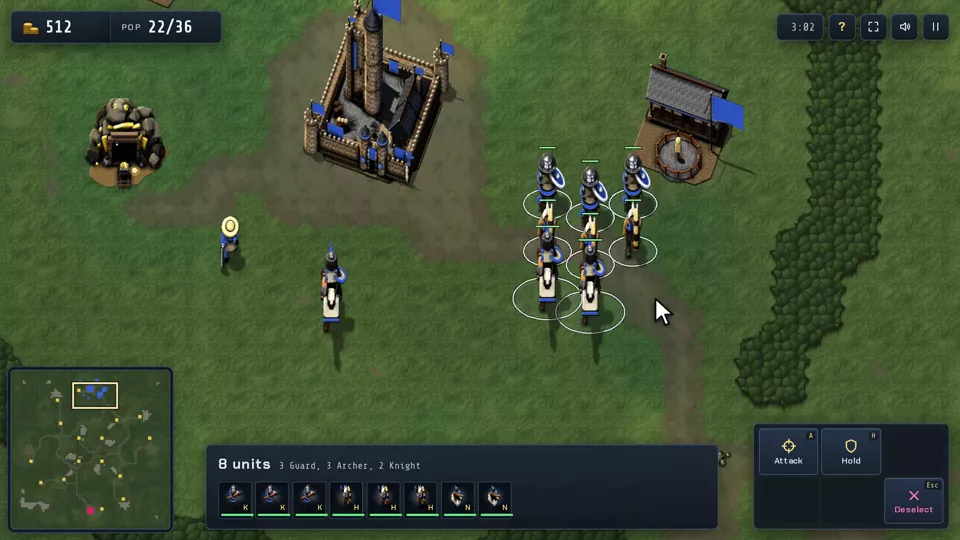 512
POP 22/36
3:02
?
8 units 3 Guard, 3 Archer, 2 Knight
K K K H H H N N
A H
Attack Hold
Esc
Deselect